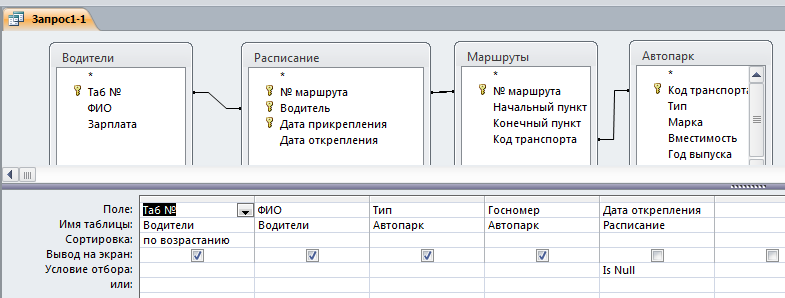 Запрос1-1
Водители
*
Таб №
ФИО
Зарплата
Расписание
*
№ маршрута
Водитель
Дата прикрепления
Дата открепления
Маршруты
*
№ маршрута
Начальный пункт
Конечный пункт
Код транспорта
Автопарк
*
Код транспорта
Тип
Марка
Вместимость
Год выпуска
Поле: Таб № ФИО Тип Госномер Дата открепления
Имя таблицы: Водители Водители Автопарк Автопарк Расписание
Сортировка: по возрастанию
Вывод на экран:
Условие отбора: Is Null
или: